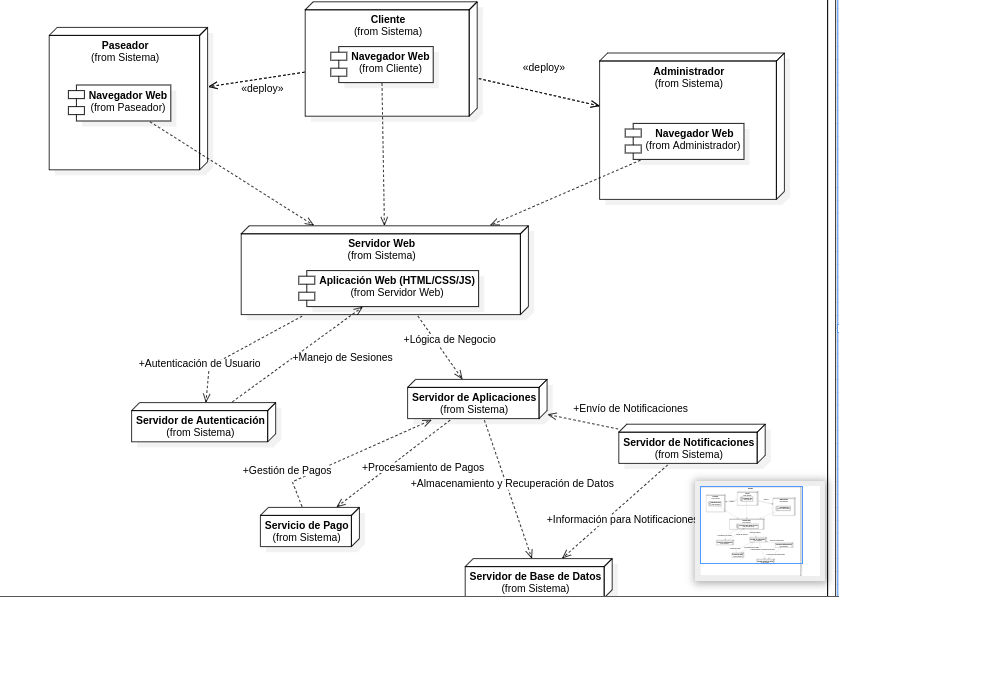 Cliente
(from Sistema)
Navegador Web
(from Cliente)
Paseador
(from Sistema)
Navegador Web
(from Paseador)
«deploy»
«deploy»
Administrador
(from Sistema)
Navegador Web
(from Administrador)
Servidor Web
(from Sistema)
Aplicación Web (HTML/CSS/JS)
(from Servidor Web)
+Autenticación de Usuario
+Manejo de Sesiones
+Lógica de Negocio
Servidor de Autenticación
(from Sistema)
Servidor de Aplicaciones
(from Sistema)
+Envío de Notificaciones
Servidor de Notificaciones
(from Sistema)
+Gestión de Pagos
+Procesamiento de Pagos
+Almacenamiento y Recuperación de Datos
+Información para Notificaciones
Servicio de Pago
(from Sistema)
Servidor de Base de Datos
(from Sistema)